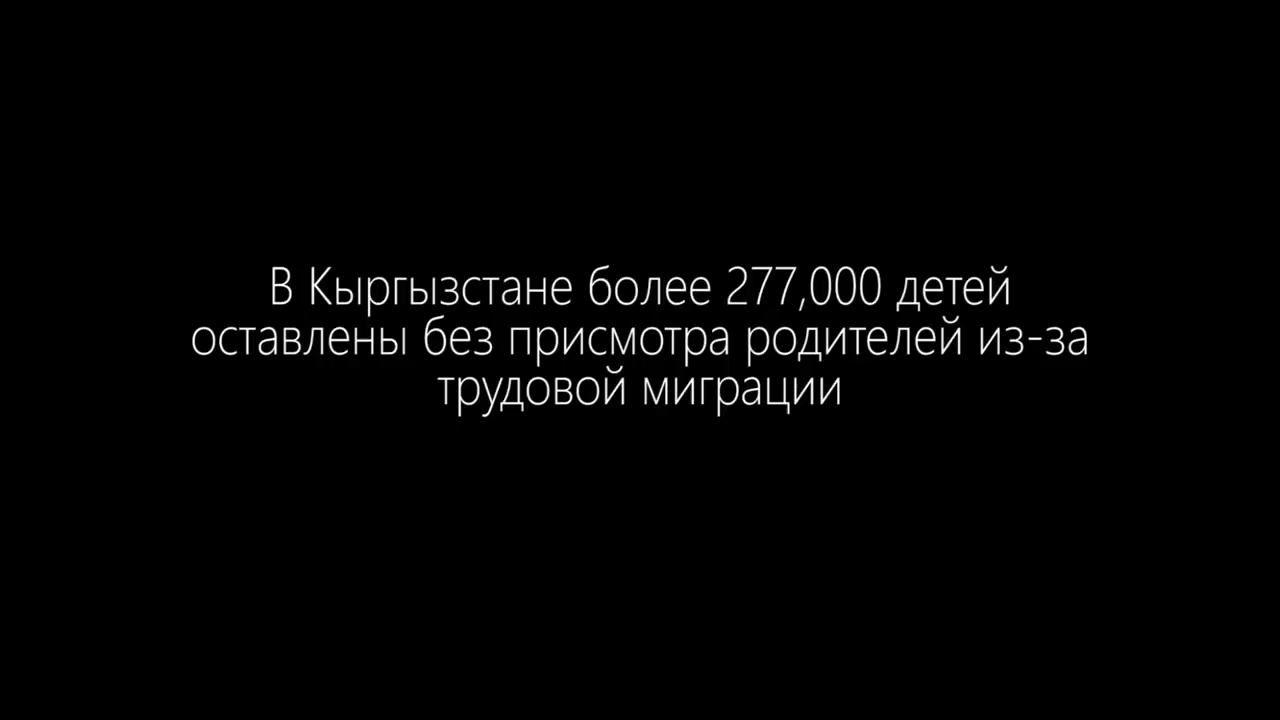 В Кыргызстане более 277,000 детей
оставлены без присмотра родителей из-за
трудовой миграции